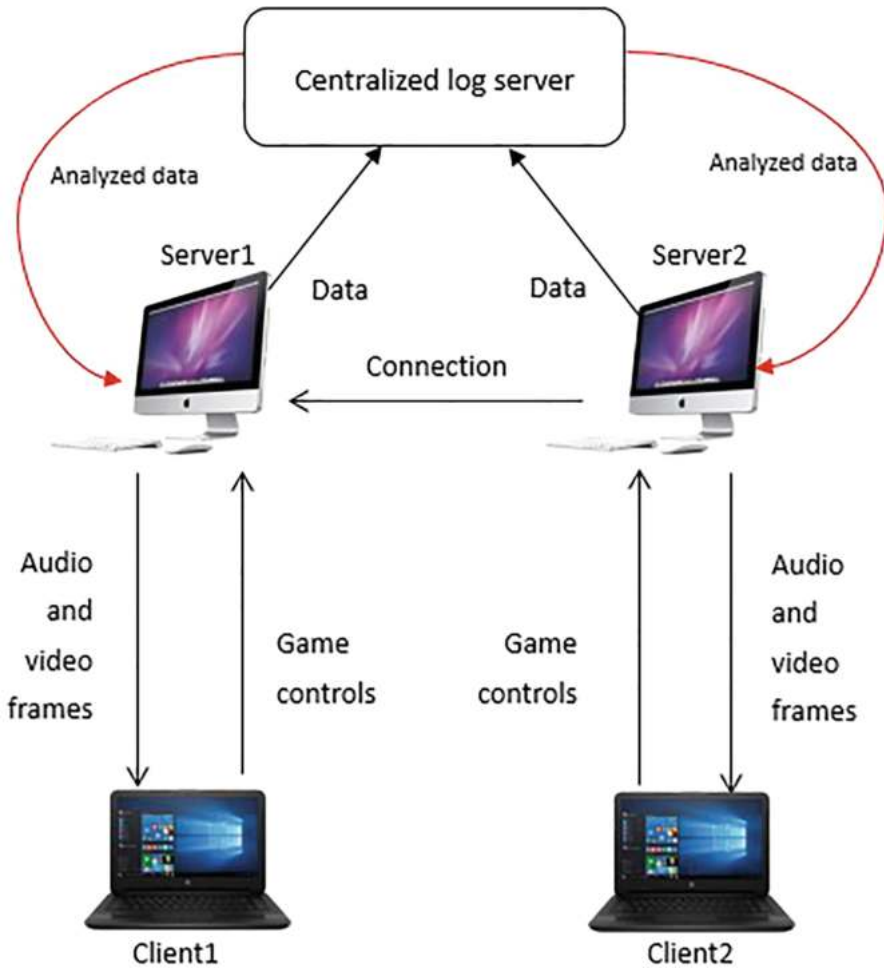 Centralized log server
Analyzed data
Analyzed data
Server1
Server2
Data
Data
Connection
Audio
and
video
frames
Game
controls
Game
controls
Audio
and
video
frames
Client1
Client2